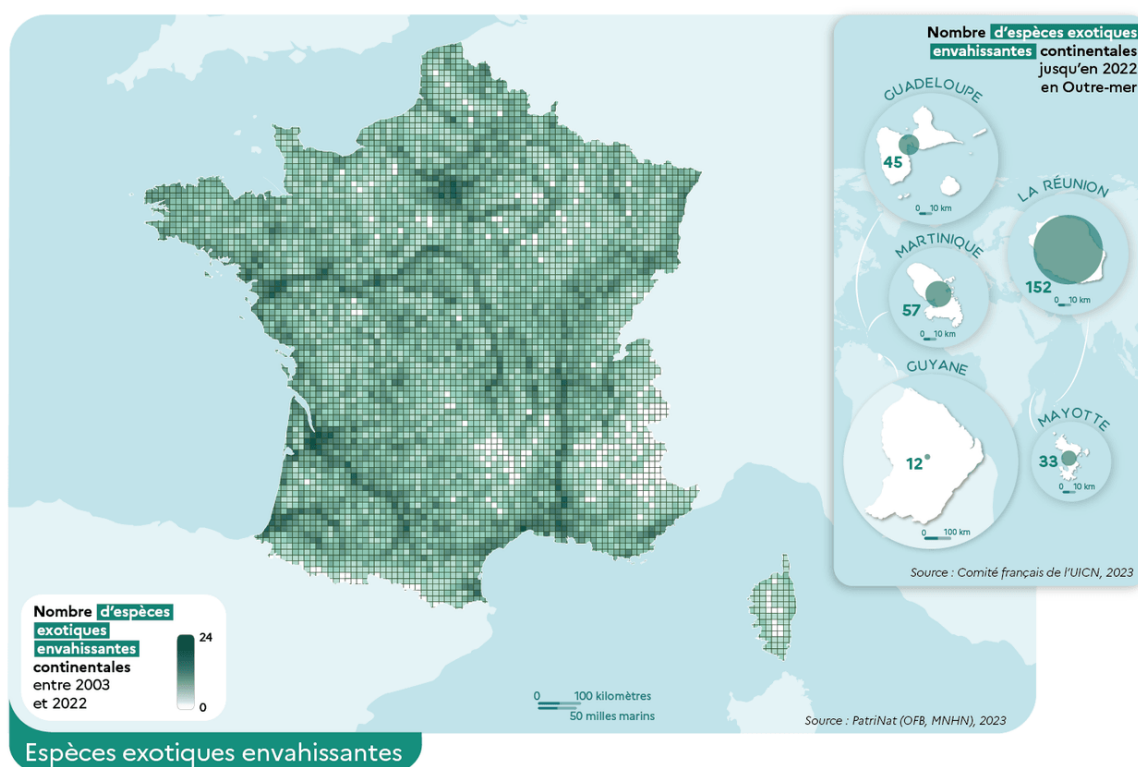 Nombre d'espèces exotiques
envahissantes continentales
jusqu'en 2022
en Outre-mer
GUADELOUPE
45
0 10 km
LA RÉUNION
152
0 10 km
MARTINIQUE
57
0 10 km
GUYANE
12
0 100 km
MAYOTTE
33
0 10 km
Source : Comité français de l'UICN, 2023
Nombre d'espèces
exotiques
envahissantes
continentales
entre 2003
et 2022
24
0
0 100 kilomètres
50 milles marins
Source : PatriNat (OFB, MNHN), 2023
Espèces exotiques envahissantes